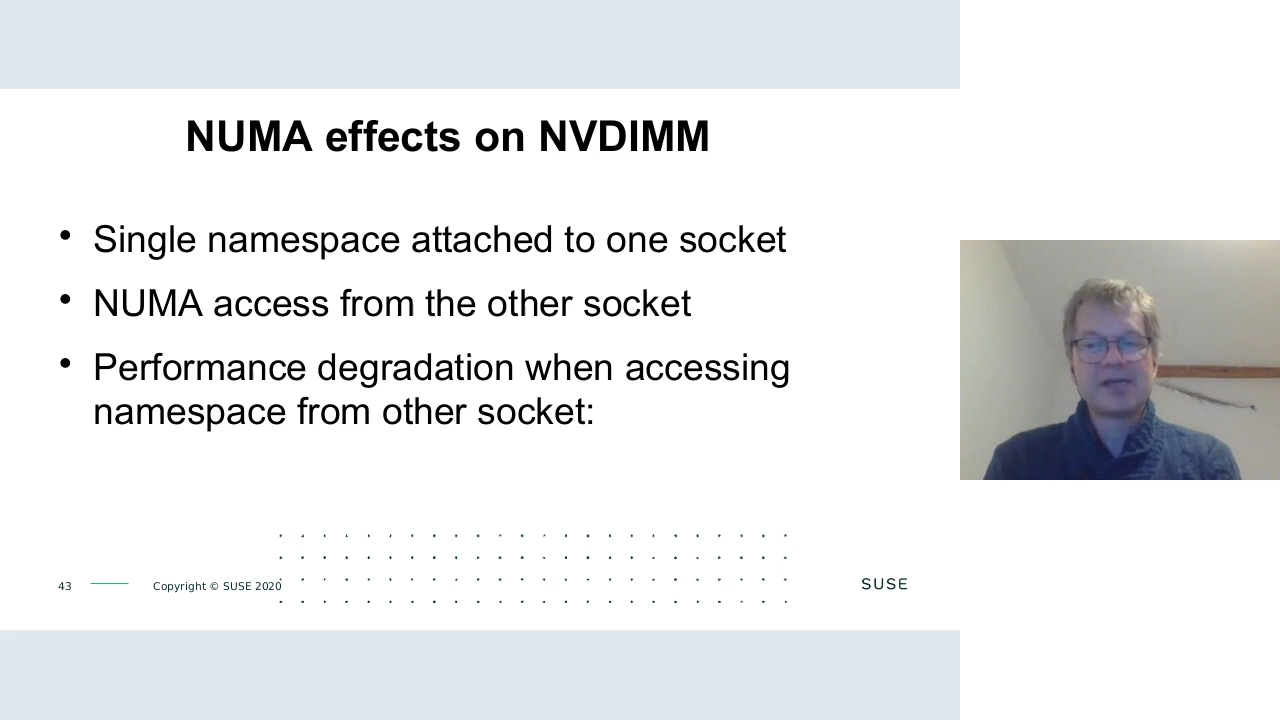 NUMA effects on NVDIMM
• Single namespace attached to one socket
• NUMA access from the other socket
• Performance degradation when accessing
namespace from other socket:
43
Copyright © SUSE 2020
SUSE